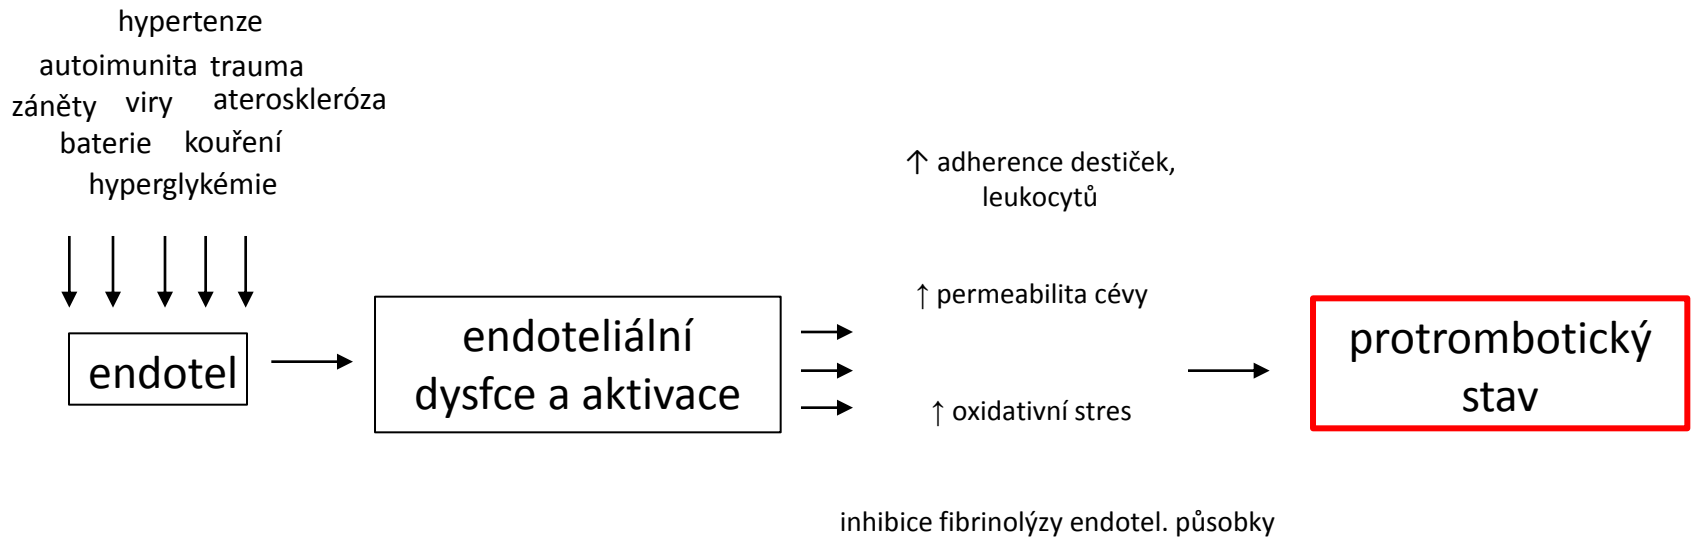 hypertenze
autoimunita trauma
záněty viry ateroskleróza
baterie kouření
hyperglykémie
endotel
endoteliální
dysfce a aktivace
↑ adherence destiček,
leukocytů
↑ permeabilita cévy
↑ oxidativní stres
inhibice fibrinolýzy endotel. působky
protrombotický
stav